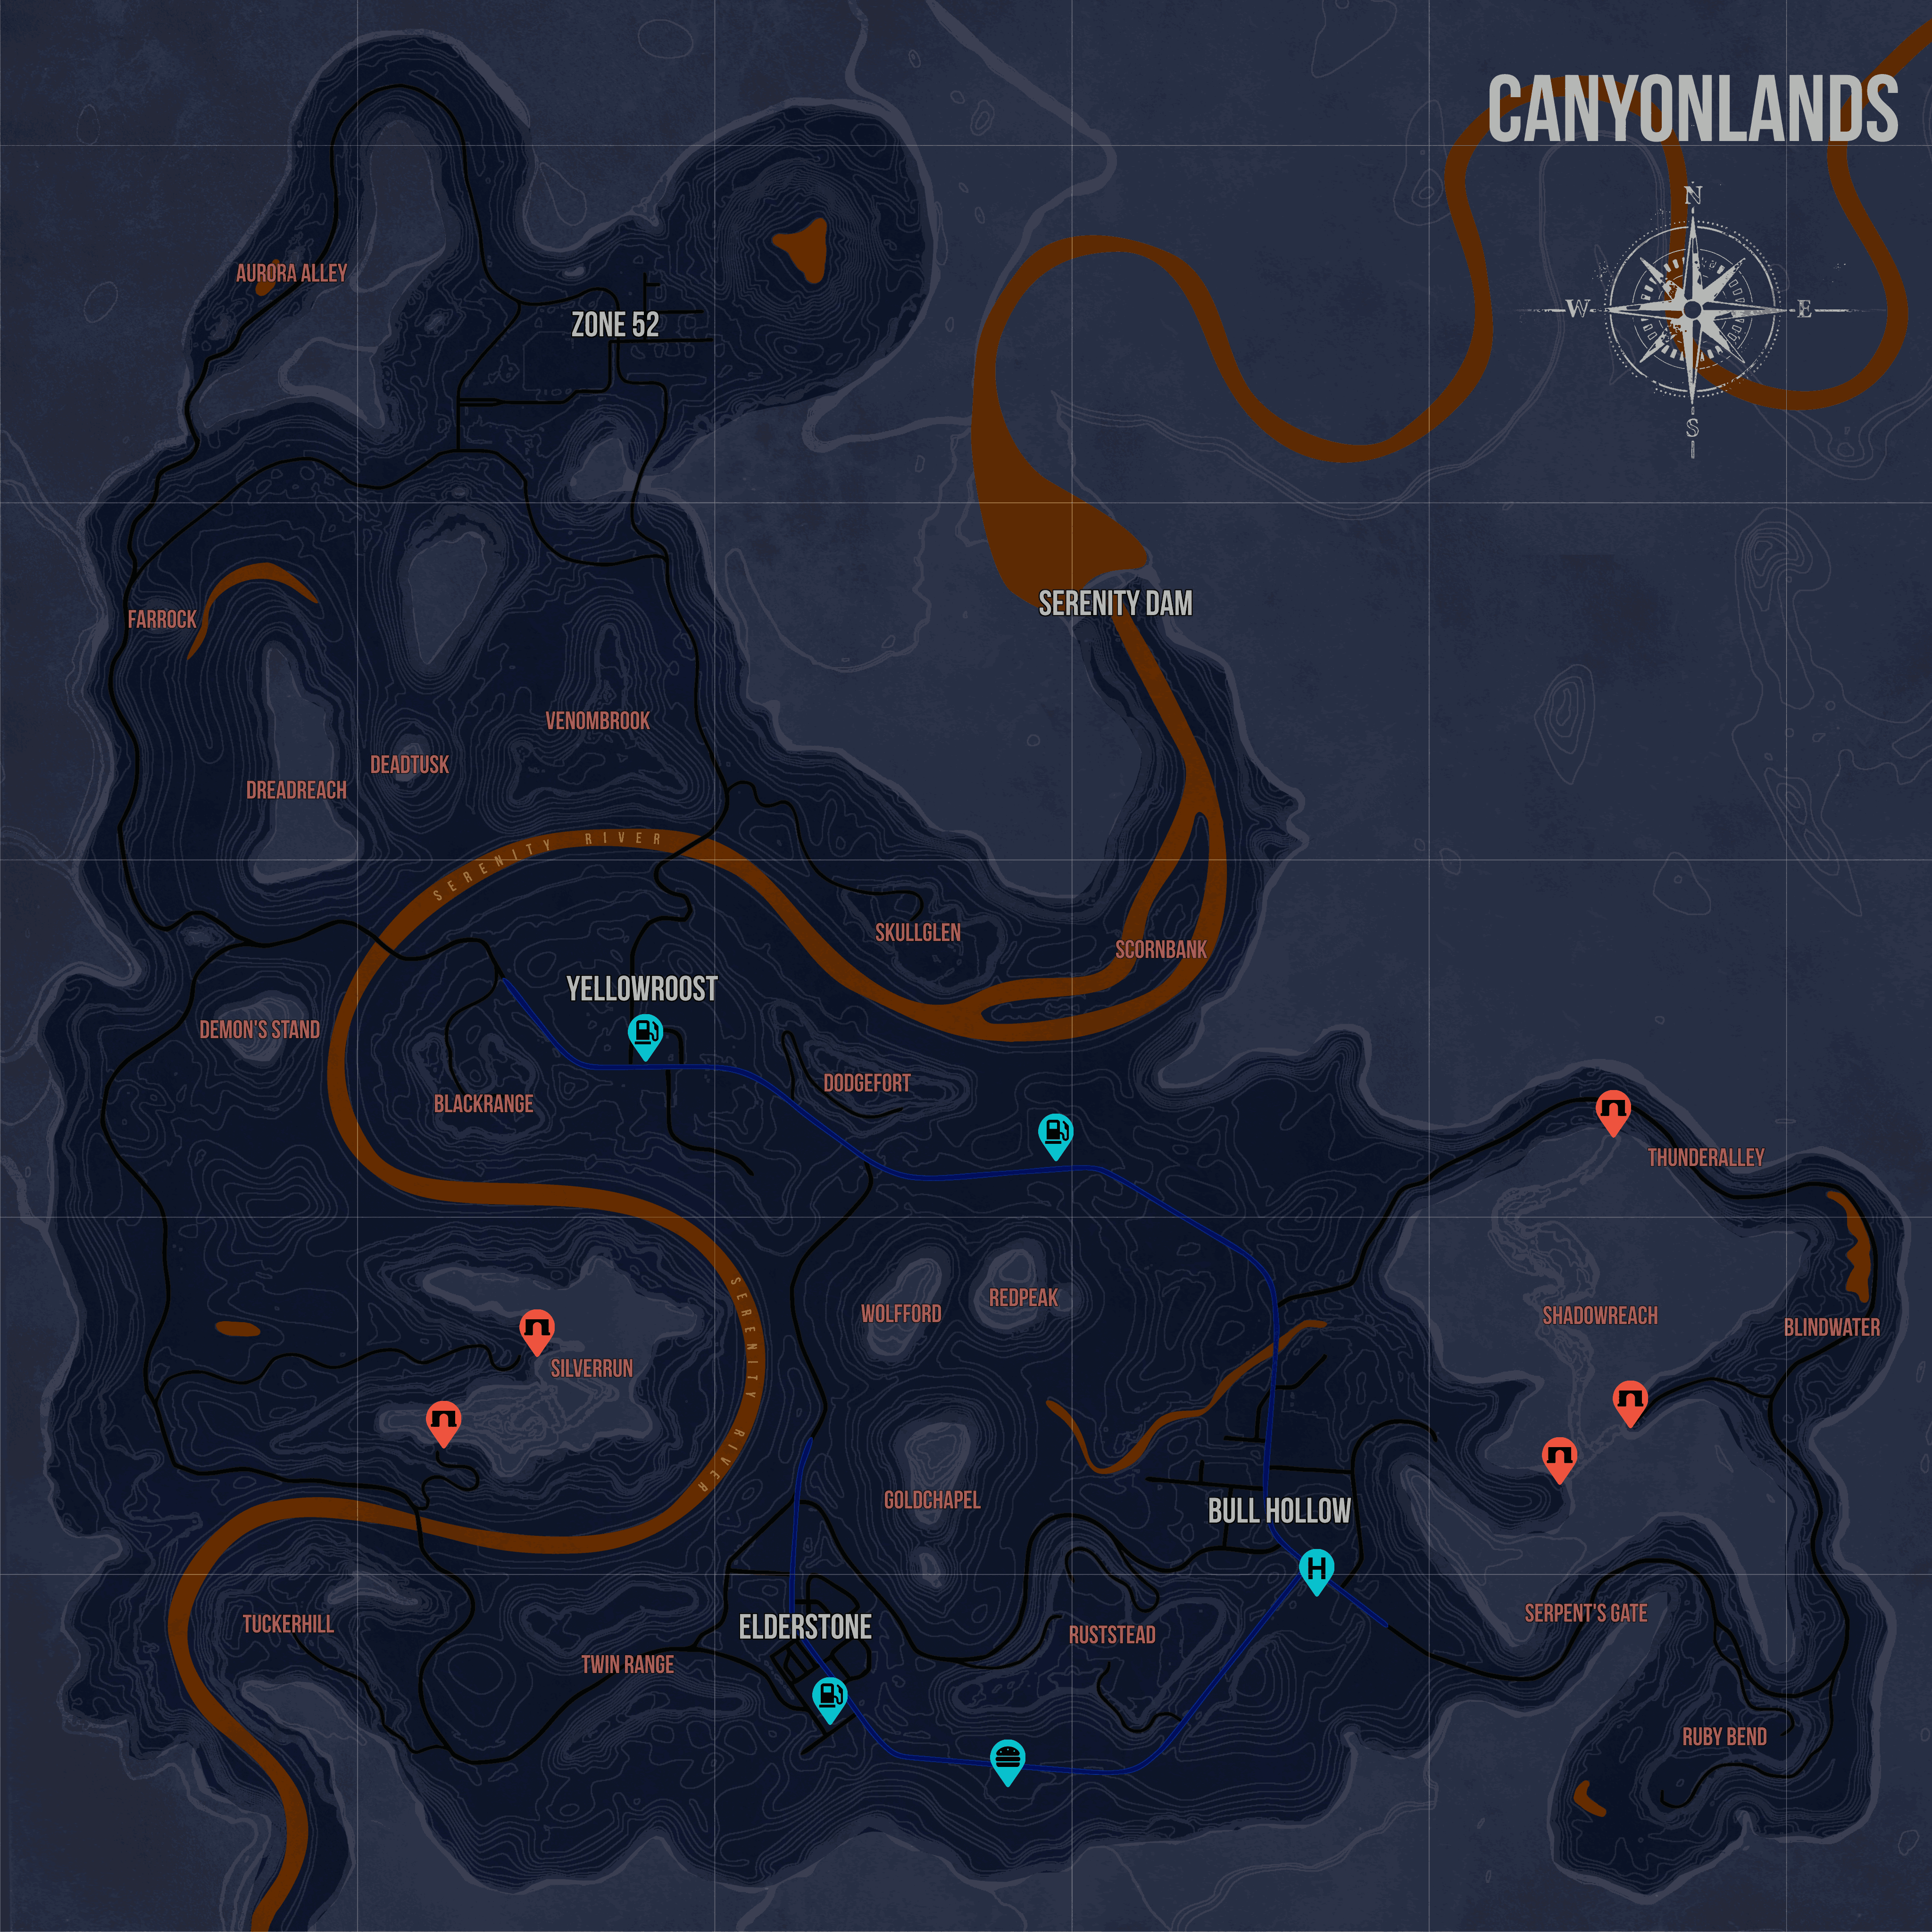 CANYONLANDS
N
W
E
S
AURORA ALLEY
ZONE 52
SERENITY DAM
FARROCK
VENOMBROOK
DEADTUSK
DREADREACH
SERENITY RIVER
SKULLGLEN
SCORNBANK
YELLOWROOST
DEMON'S STAND
DODGEFORT
BLACKRANGE
THUNDERALLEY
REDPEAK
WOLFFORD
SHADOWREACH
BLINDWATER
SERENITY RIVER
SILVERRUN
GOLDCHAPEL
BULL HOLLOW
H
SERPENT'S GATE
TUCKERHILL
ELDERSTONE
RUSTSTEAD
TWIN RANGE
RUBY BEND